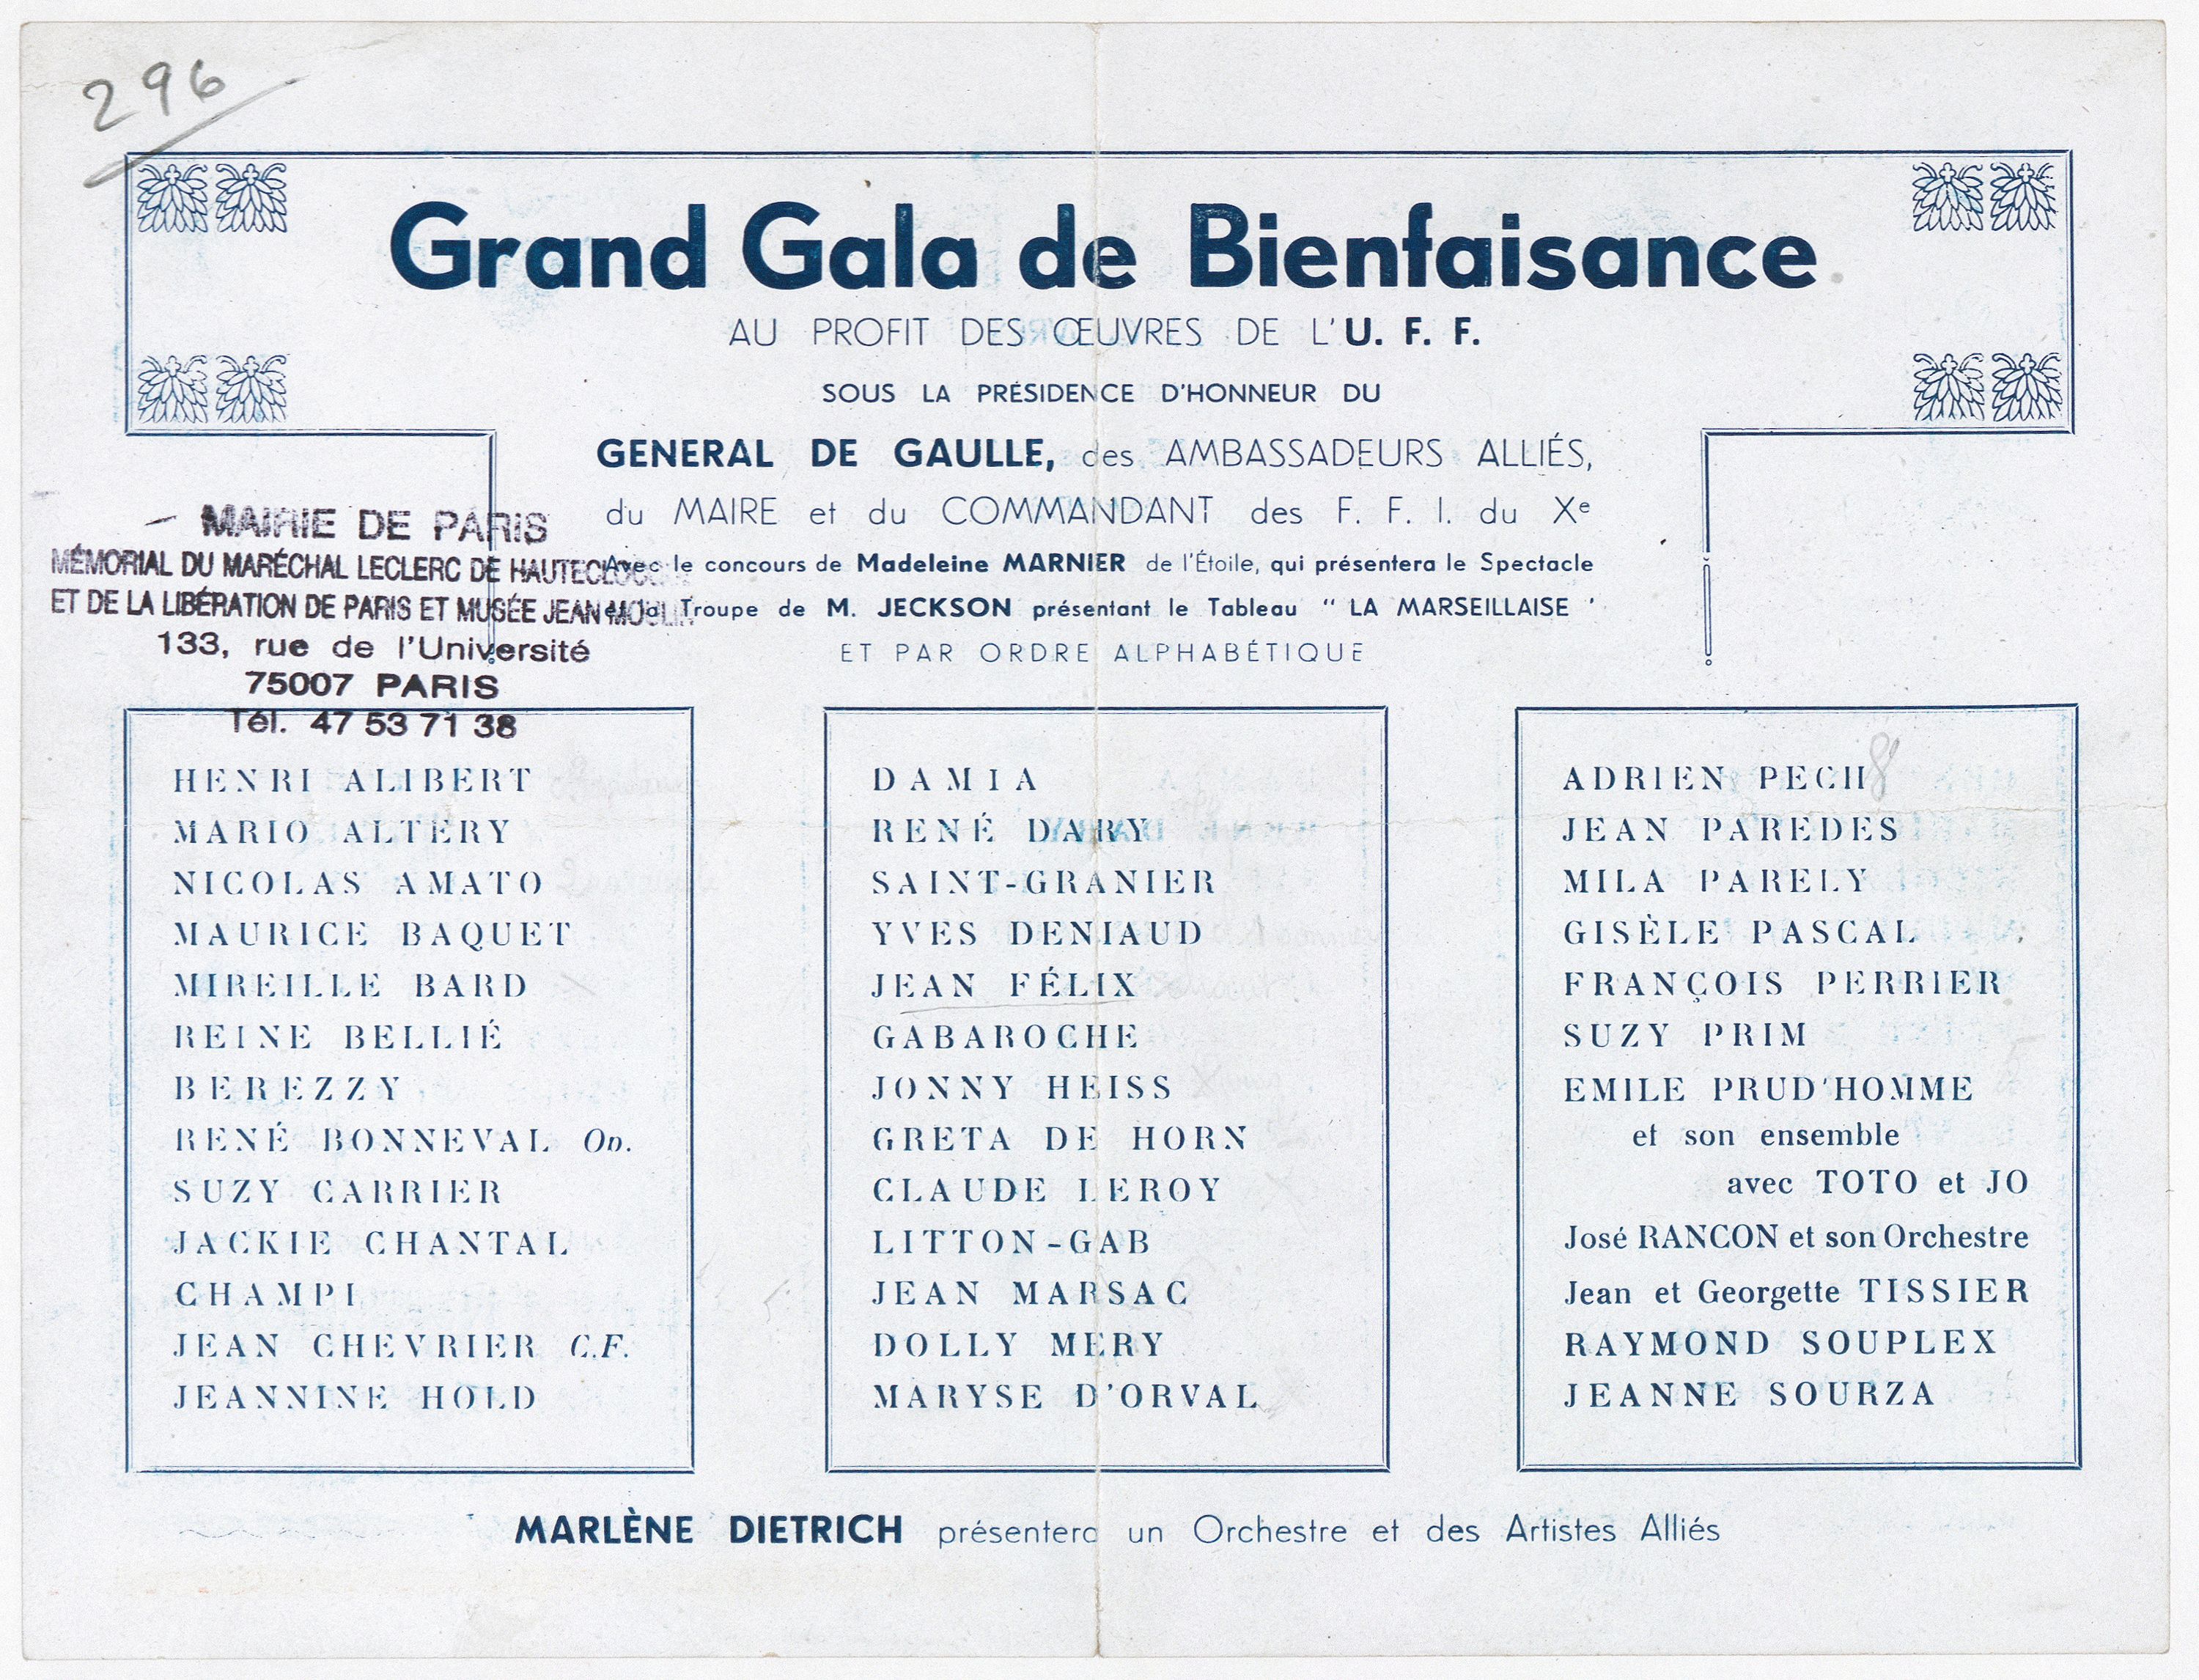 296
Grand Gala de Bienfaisance
AU PROFIT DES ŒUVRES DE L'U. F. F.
SOUS LA PRÉSIDENCE D'HONNEUR DU
GENERAL DE GAULLE, des AMBASSADEURS ALLIÉS,
du MAIRE et du COMMANDANT des F. F. I. du Xe
Avec le concours de Madeleine MARNIER de l'Étoile, qui présentera le Spectacle
et la Troupe de M. JECKSON présentant le Tableau “ LA MARSEILLAISE ’
ET PAR ORDRE ALPHABÉTIQUE
MAIRIE DE PARIS
MÉMORIAL DU MARÉCHAL LECLERC DE HAUTECLOCQUE
ET DE LA LIBÉRATION DE PARIS ET MUSÉE JEAN MOULIN
133, rue de l'Université
75007 PARIS
Tél. 47 53 71 38
HENRI ALIBERT
MARIO ALTÉRY
NICOLAS AMATO
MAURICE BAQUET
MIREILLE BARD
REINE BELLIÉ
BEREZZY
RENÉ BONNEVAL Op.
SUZY CARRIER
JACKIE CHANTAL
CHAMPI
JEAN CHEVRIER C.F.
JEANNINE HOLD
DAMIA
RENÉ DARY
SAINT-GRANIER
YVES DENIAUD
JEAN FÉLIX
GABAROCHE
JONNY HEISS
GRETA DE HORN
CLAUDE LEROY
LITTON-GAB
JEAN MARSAC
DOLLY MERY
MARYSE D'ORVAL
ADRIEN PECH 8
JEAN PAREDES
MILA PARELY
GISÈLE PASCAL
FRANÇOIS PERRIER
SUZY PRIM
EMILE PRUD'HOMME
et son ensemble
avec TOTO et JO
José RANCON et son Orchestre
Jean et Georgette TISSIER
RAYMOND SOUPLEX
JEANNE SOURZA
MARLÈNE DIETRICH présentera un Orchestre et des Artistes Alliés